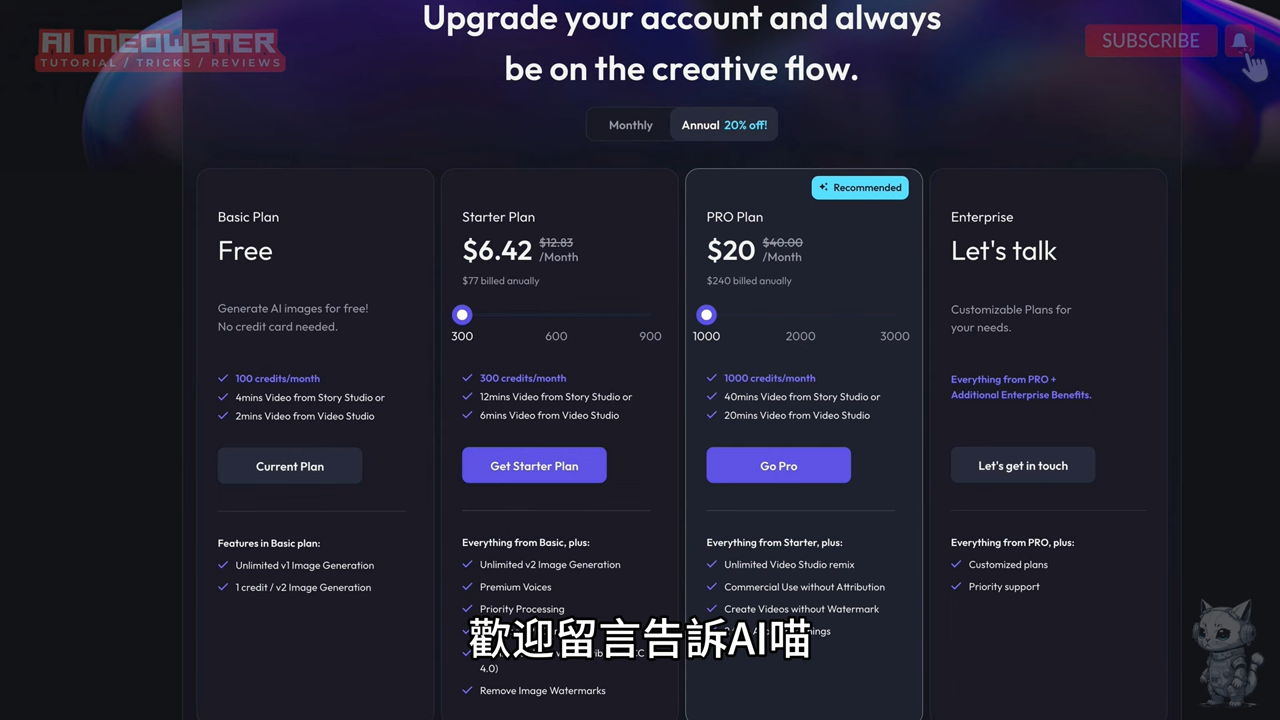 Upgrade your account and always
be on the creative flow.
AI MEOWSTER
TUTORIAL / TRICKS / REVIEWS
SUBSCRIBE
Monthly
Annual 20% off!
Basic Plan
Free
Generate AI images for free!
No credit card needed.
100 credits/month
4mins Video from Story Studio or
2mins Video from Video Studio
Current Plan
Features in Basic plan:
Unlimited v1 Image Generation
1 credit / v2 Image Generation
Starter Plan
$6.42 $12.83
/Month
$77 billed anually
300 600 900
300 credits/month
12mins Video from Story Studio or
6mins Video from Video Studio
Get Starter Plan
Everything from Basic, plus:
Unlimited v2 Image Generation
Premium Voices
Priority Processing
4.0)
Remove Image Watermarks
Recommended
PRO Plan
$20 $40.00
/Month
$240 billed anually
1000 2000 3000
1000 credits/month
40mins Video from Story Studio or
20mins Video from Video Studio
Go Pro
Everything from Starter, plus:
Unlimited Video Studio remix
Commercial Use without Attribution
Create Videos without Watermark
Enterprise
Let's talk
Customizable Plans for
your needs.
Everything from PRO +
Additional Enterprise Benefits.
Let's get in touch
Everything from PRO, plus:
Customized plans
Priority support
歡迎留言告訴AI喵